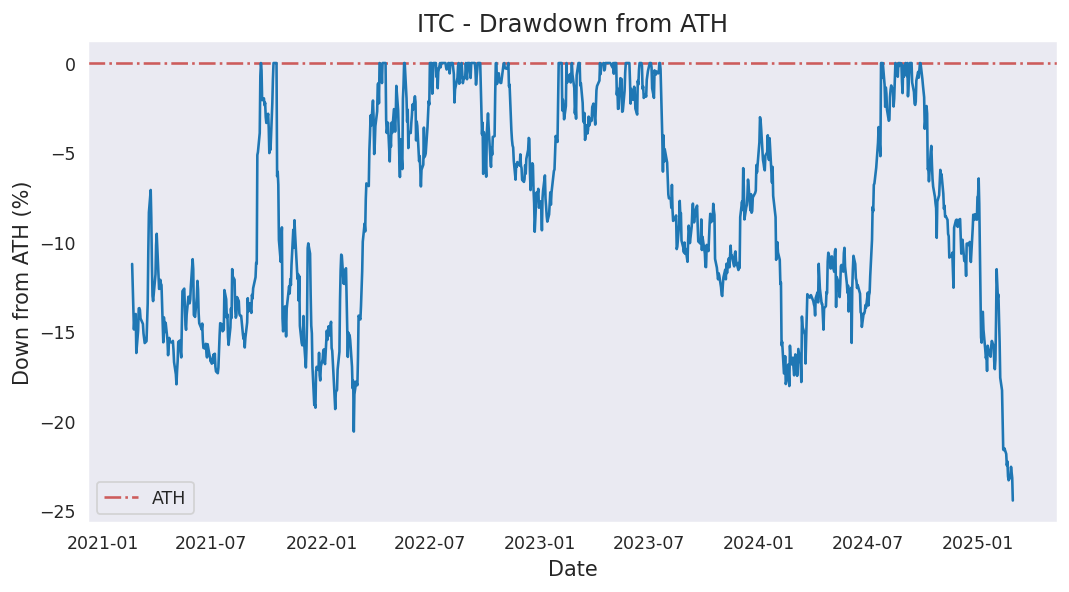 ITC - Drawdown from ATH
Down from ATH (%)
0
−5
−10
−15
−20
−25
ATH
2021-01 2021-07 2022-01 2022-07 2023-01 2023-07 2024-01 2024-07 2025-01
Date